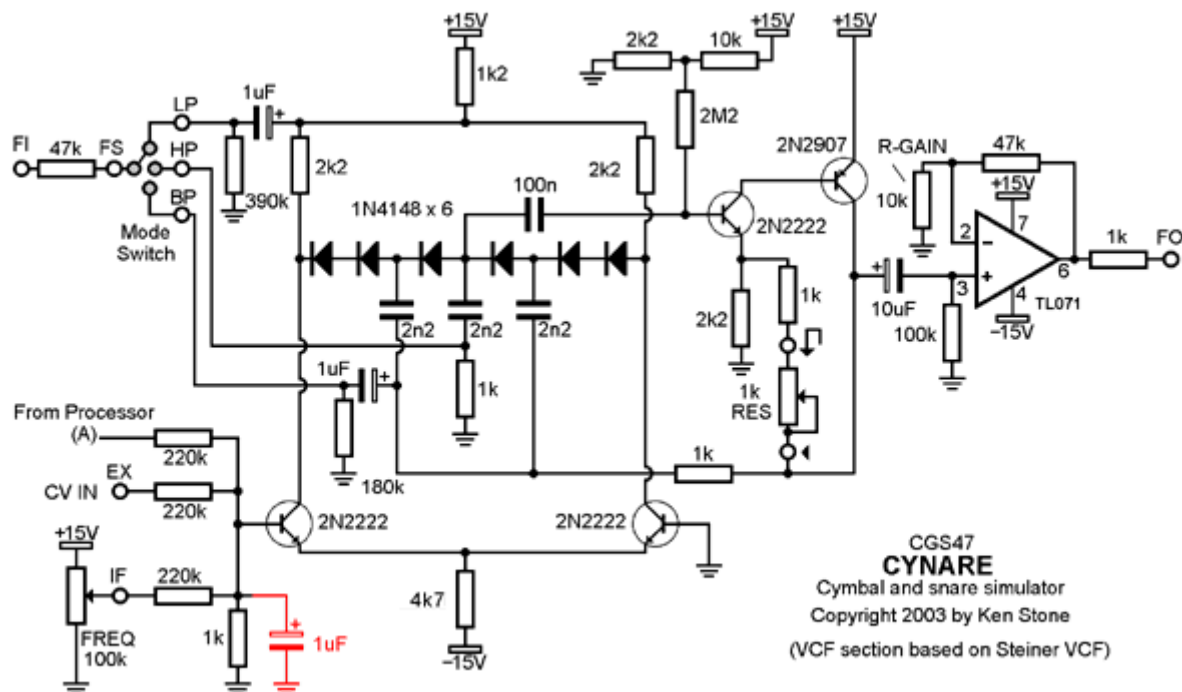 +15V
+15V
+15V
2k2
10k
1k2
1uF
+
LP
2M2
2N2907
47k
FI
47k
FS
HP
2k2
2k2
R-GAIN
+15V
100n
10k
7
BP
390k
1N4148 x 6
2N2222
2
−
1k
FO
Mode
Switch
+
3
6
4
TL071
+
10uF
1k
2k2
100k
−15V
2n2
2n2
2n2
1uF
+
1k
1k
RES
From Processor
(A)
220k
1k
180k
EX
CV IN
220k
2N2222
2N2222
+15V
IF
220k
4k7
CGS47
CYNARE
Cymbal and snare simulator
Copyright 2003 by Ken Stone
(VCF section based on Steiner VCF)
FREQ
100k
1k
+
1uF
−15V